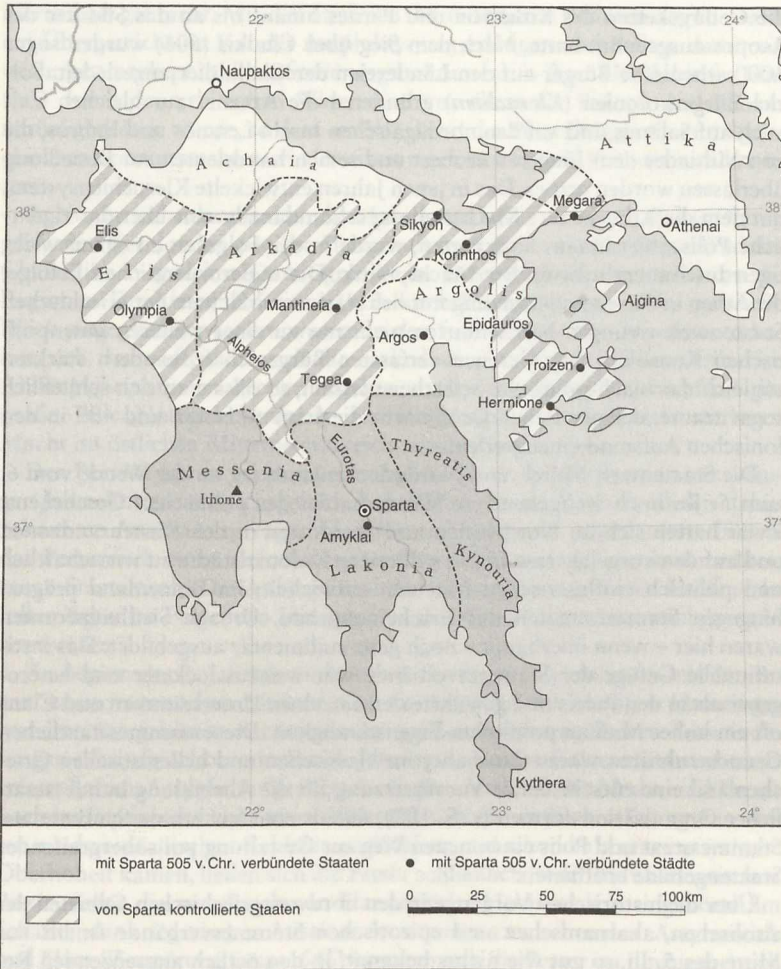 22°
23°
24°
Naupaktos
Achaia
Attika
38°
38°
Megara
Elis
Sikyon
Athenai
Arkadia
Korinthos
Elis
Argolis
Aigina
Olympia
Mantineia
Argos
Epidauros
Alpheios
Troizen
Tegea
Hermione
Eurotas
Thyreatis
Messenia
Ithome
Sparta
37°
37°
Amyklai
Kynouria
Lakonia
Kythera
22°
23°
24°
mit Sparta 505 v.Chr. verbündete Staaten
von Sparta kontrollierte Staaten
mit Sparta 505 v.Chr. verbündete Städte
0 25 50 75 100 km